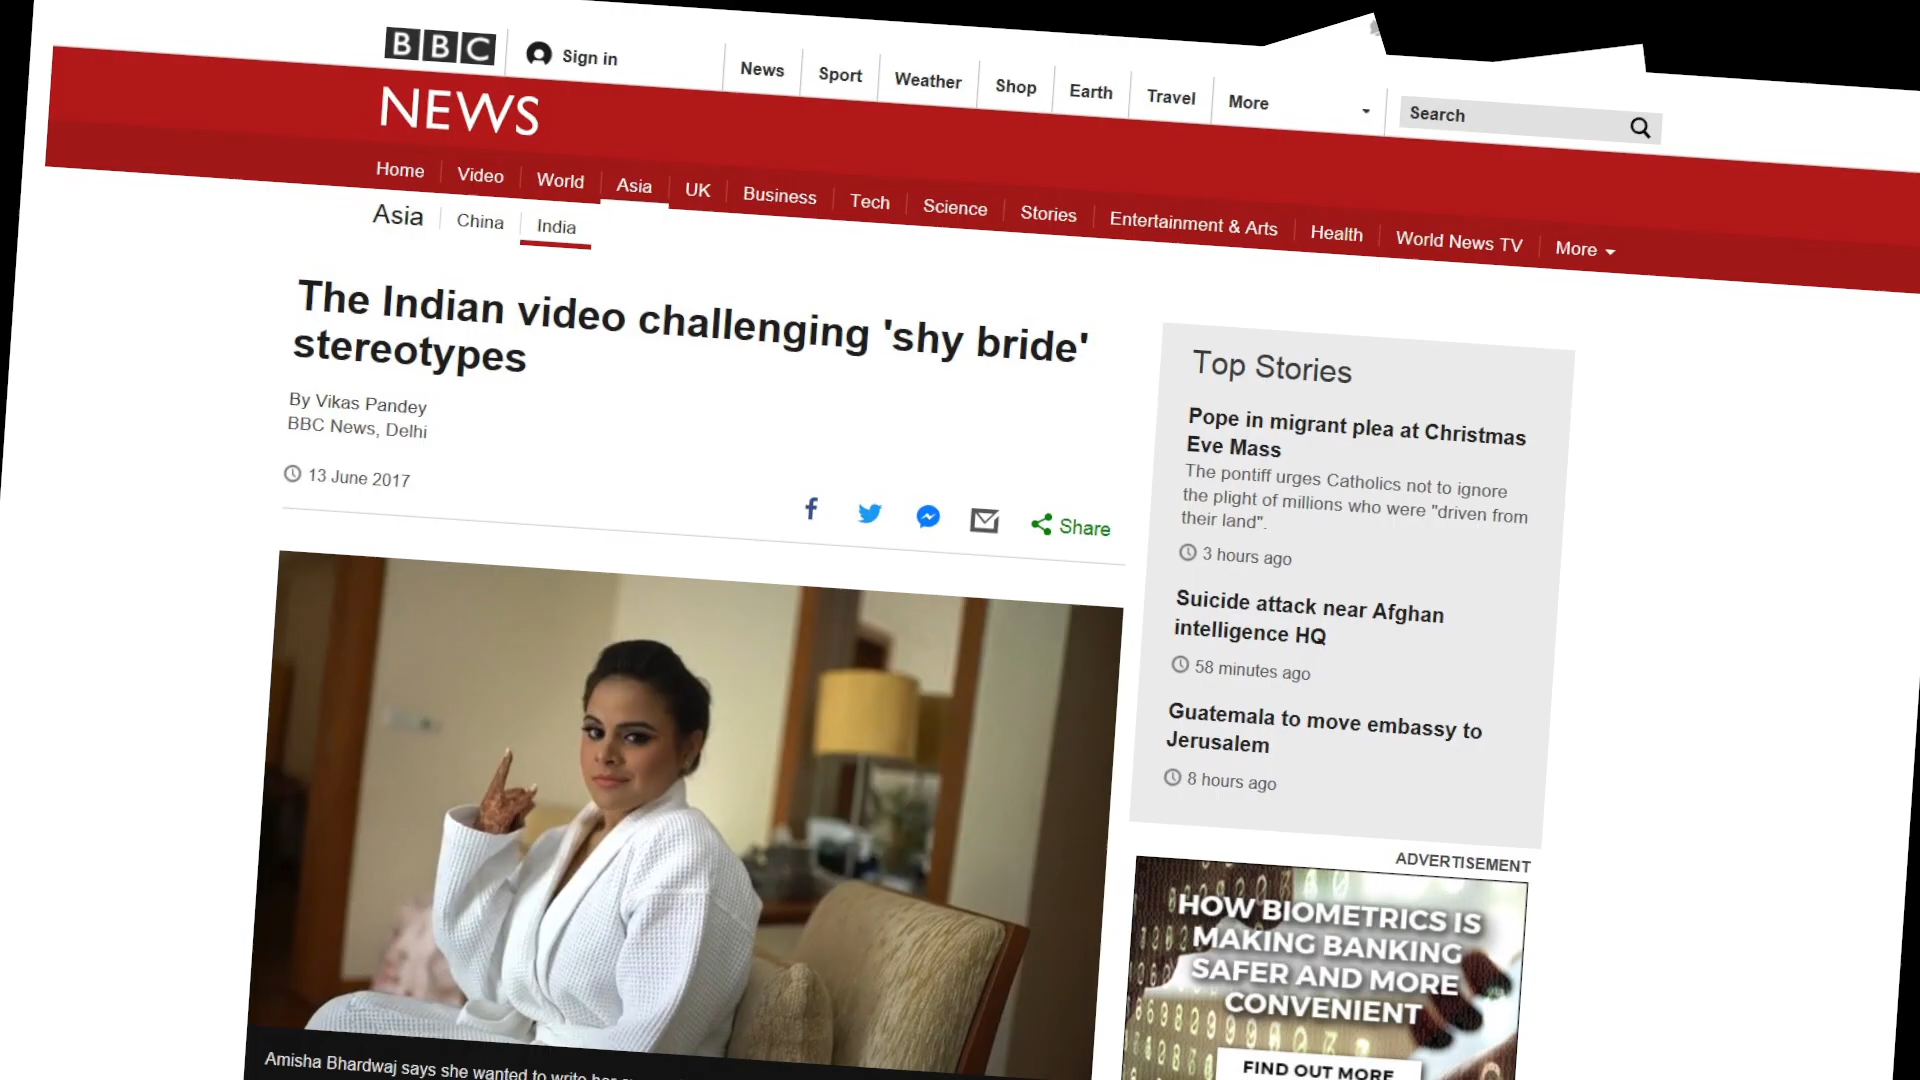 BBC
Sign in
News
Sport
Weather
Shop
Earth
Travel
More
Search
NEWS
Home
Video
World
Asia
UK
Business
Tech
Science
Stories
Entertainment & Arts
Health
World News TV
More
Asia
China
India
The Indian video challenging 'shy bride'
stereotypes
By Vikas Pandey
BBC News, Delhi
13 June 2017
Share
Top Stories
Pope in migrant plea at Christmas
Eve Mass
The pontiff urges Catholics not to ignore
the plight of millions who were "driven from
their land".
3 hours ago
Suicide attack near Afghan
intelligence HQ
58 minutes ago
Guatemala to move embassy to
Jerusalem
8 hours ago
ADVERTISEMENT
HOW BIOMETRICS IS
MAKING BANKING
SAFER AND MORE
CONVENIENT
FIND OUT MORE
Amisha Bhardwaj says she wanted to write her